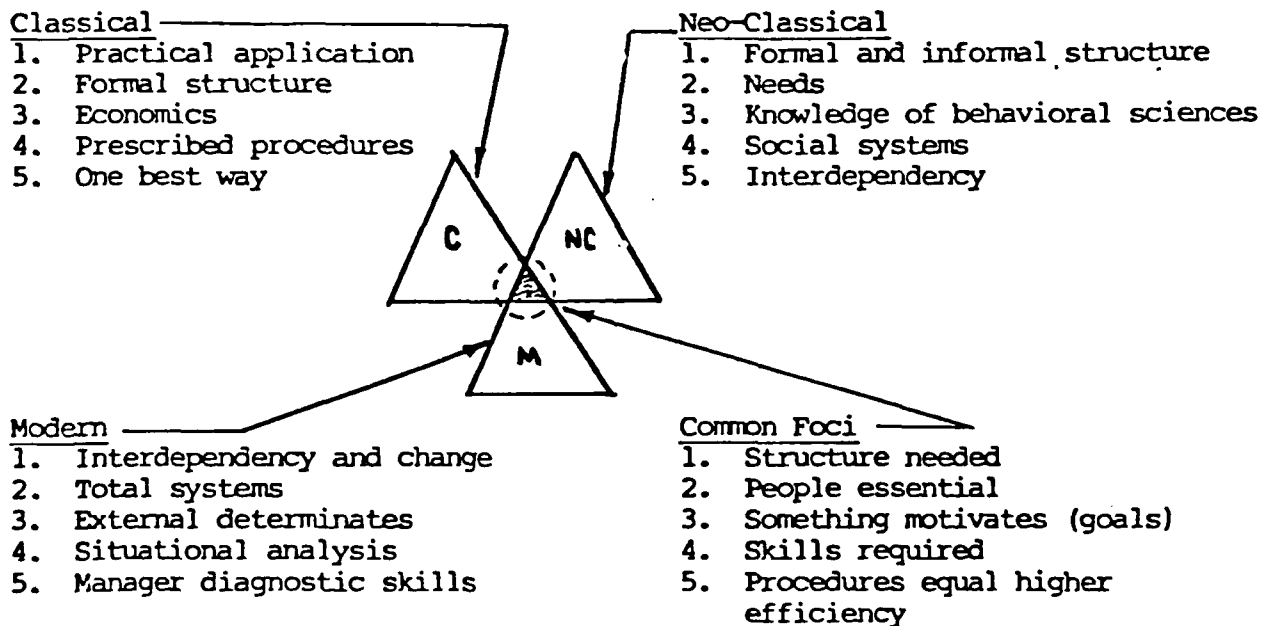 Classical
1. Practical application
2. Formal structure
3. Economics
4. Prescribed procedures
5. One best way
Neo-Classical
1. Formal and informal structure
2. Needs
3. Knowledge of behavioral sciences
4. Social systems
5. Interdependency
C
NC
M
Modern
1. Interdependency and change
2. Total systems
3. External determinates
4. Situational analysis
5. Manager diagnostic skills
Common Foci
1. Structure needed
2. People essential
3. Something motivates (goals)
4. Skills required
5. Procedures equal higher
efficiency